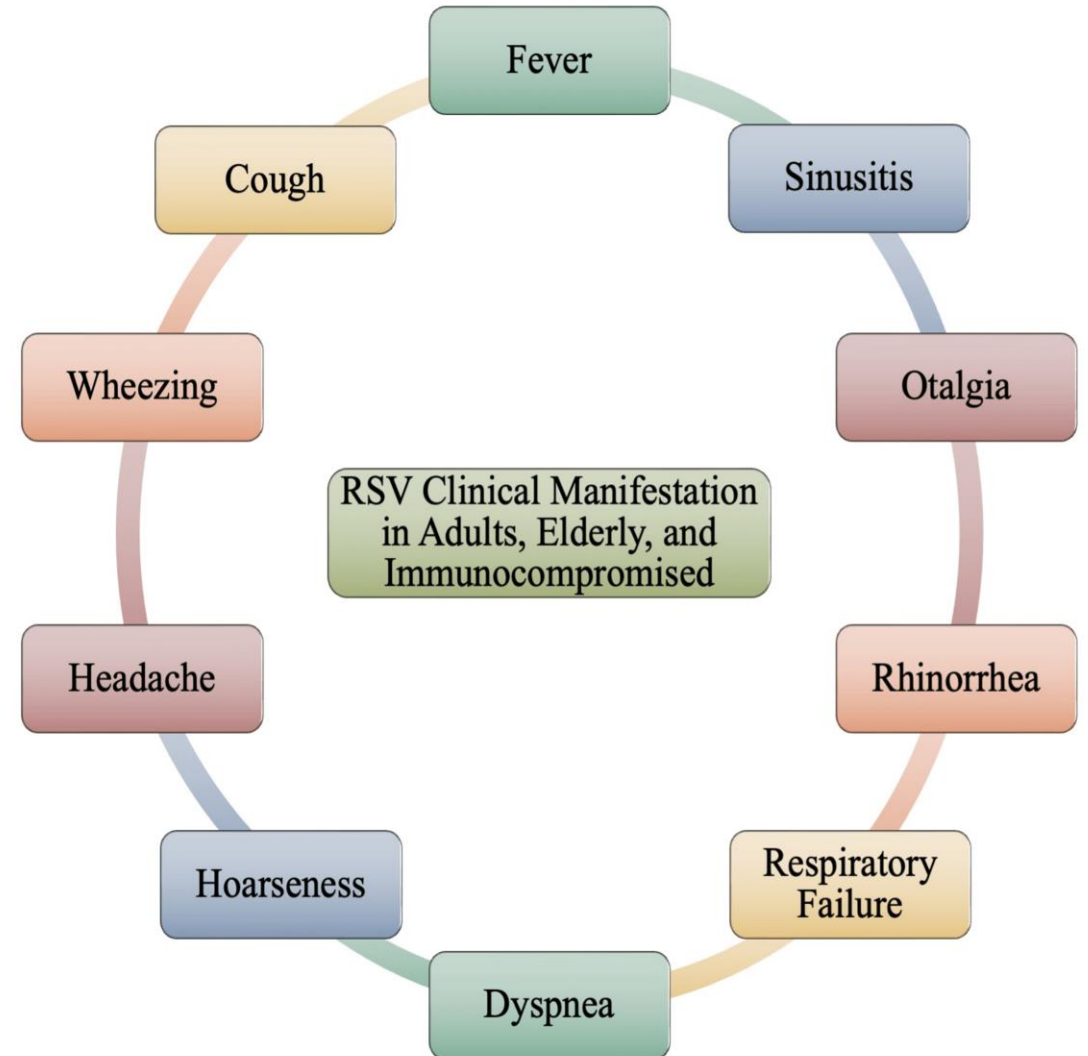 Fever
Sinusitis
Otalgia
Rhinorrhea
Respiratory
Failure
Dyspnea
Hoarseness
Headache
Wheezing
Cough
RSV Clinical Manifestation
in Adults, Elderly, and
Immunocompromised